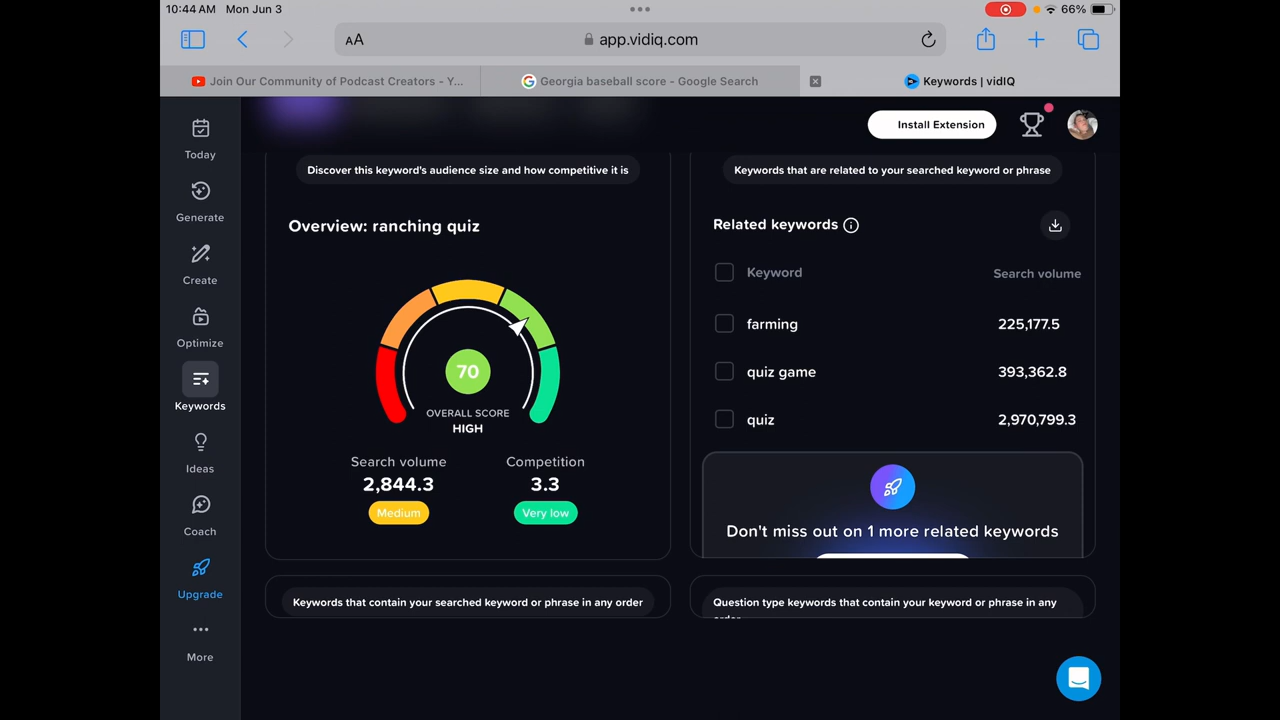 10:44 AM Mon Jun 3
66%
AA
app.vidiq.com
Join Our Community of Podcast Creators - Y...
Georgia baseball score - Google Search
Keywords | vidIQ
Install Extension
Today
Generate
Create
Optimize
Keywords
Ideas
Coach
Upgrade
More
Discover this keyword's audience size and how competitive it is
Overview: ranching quiz
70
OVERALL SCORE
HIGH
Search volume
2,844.3
Medium
Competition
3.3
Very low
Keywords that are related to your searched keyword or phrase
Related keywords
Keyword Search volume
farming 225,177.5
quiz game 393,362.8
quiz 2,970,799.3
Don't miss out on 1 more related keywords
Keywords that contain your searched keyword or phrase in any order
Question type keywords that contain your keyword or phrase in any
order